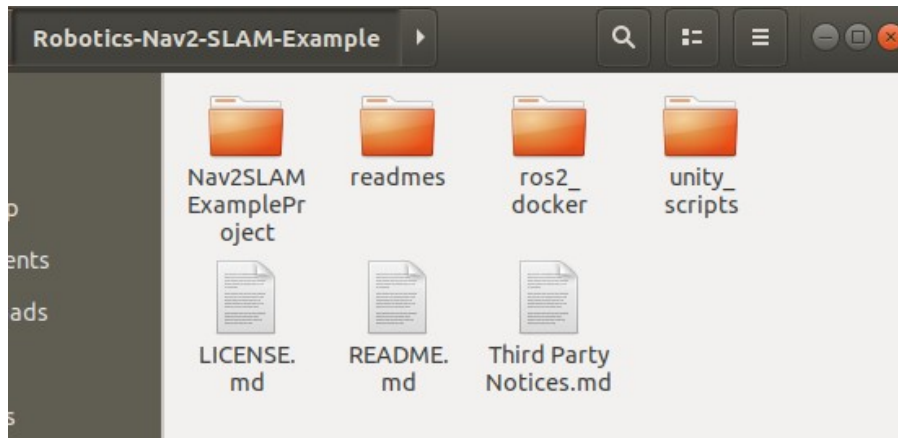 Robotics-Nav2-SLAM-Example
p
ents
ads
s
Nav2SLAM
ExamplePr
oject
readmes
ros2_
docker
unity_
scripts
LICENSE.
md
README.
md
Third Party
Notices.md